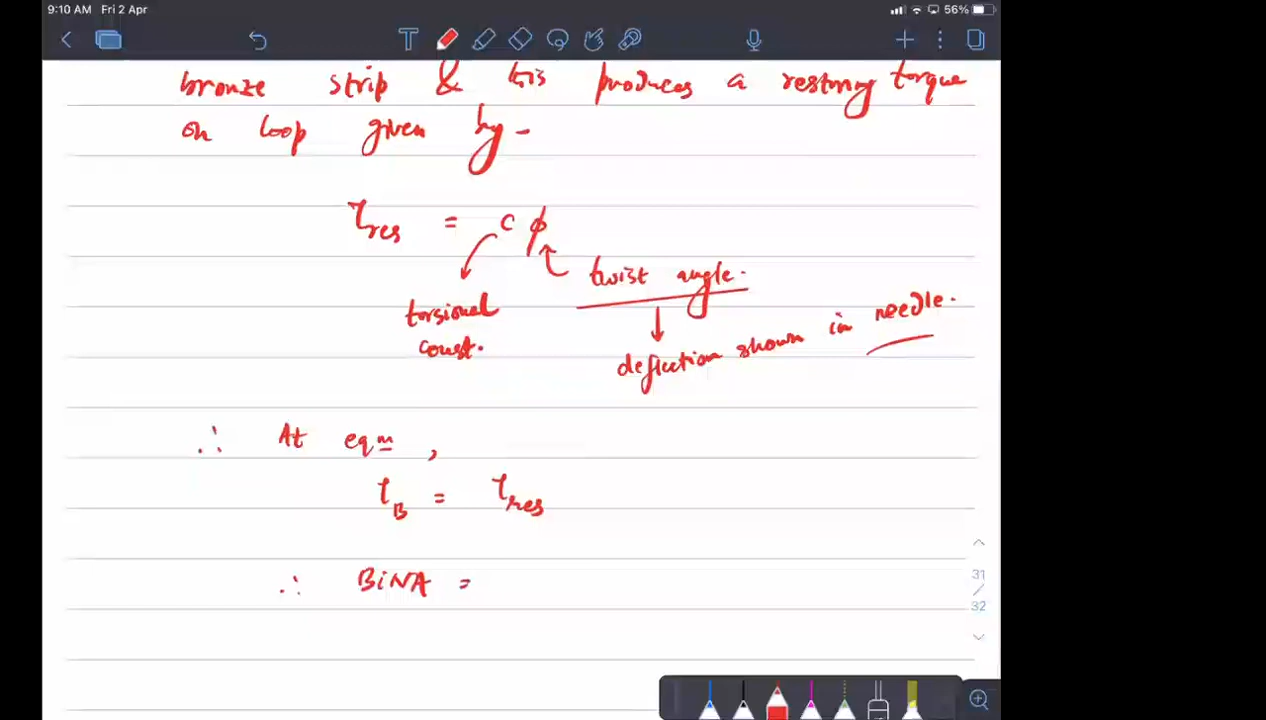 9:10 AM Fri 2 Apr 56%
T
bronze strip & this produces a restoring torque
on loop given by -
τres = c φ
twist angle.
torsional
const.
deflection shown in needle.
∴ At eqm,
τB = τres
∴ BiNA =
31
/
32